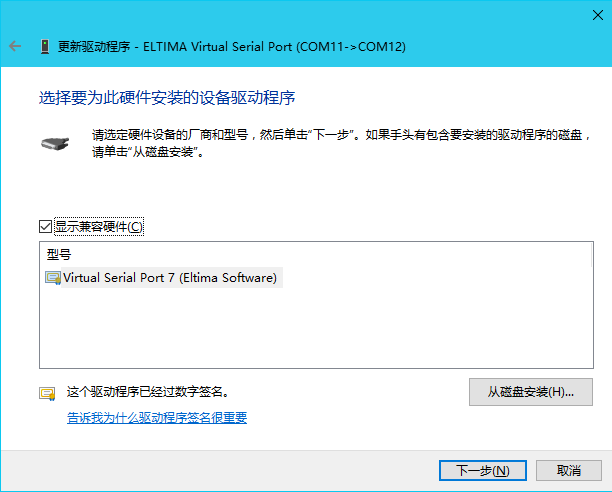 更新驱动程序 - ELTIMA Virtual Serial Port (COM11->COM12)
选择要为此硬件安装的设备驱动程序
请选定硬件设备的厂商和型号，然后单击“下一步”。如果手头有包含要安装的驱动程序的磁盘，
请单击“从磁盘安装”。
显示兼容硬件(C)
型号
Virtual Serial Port 7 (Eltima Software)
这个驱动程序已经过数字签名。
从磁盘安装(H)...
告诉我为什么驱动程序签名很重要
下一步(N)
取消